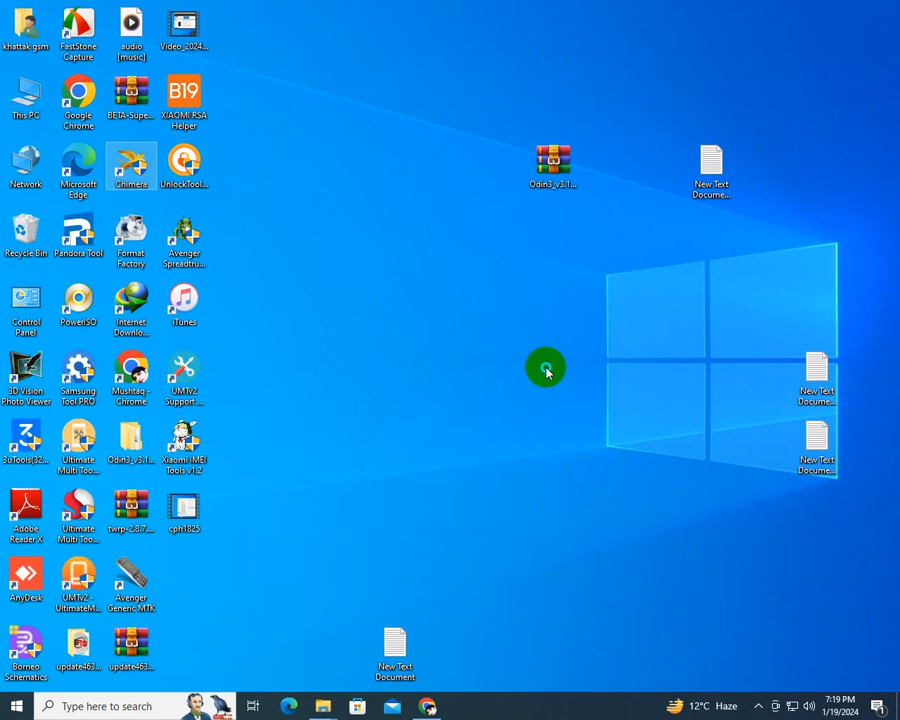 khattak gsm
FastStone
Capture
audio
[music]
Video_2024...
This PC
Google
Chrome
BETA-Supe...
B19
XIAOMI RSA
Helper
Network
Microsoft
Edge
Chimera
UnlockTool...
Recycle Bin
Pandora Tool
Format
Factory
Avenger
Spreadtru...
Control
Panel
PowerISO
Internet
Downlo...
iTunes
3D Vision
Photo Viewer
Samsung
Tool PRO
Mushtaq -
Chrome
UMTv2
Support ...
3uTools(32...
Ultimate
Multi Too...
Odin3_v3.1...
Xiaomi IMEI
Tools v1.2
Adobe
Reader X
Ultimate
Multi Too...
twrp-2.8.7....
cph1825
AnyDesk
UMTv2 -
UltimateM...
Avenger
Generic MTK
Borneo
Schematics
update463...
update463...
Odin3_v3.1...
New Text
Docume...
New Text
Docume...
New Text
Docume...
New Text
Document
Type here to search
12°C Haze
7:19 PM
1/19/2024
1